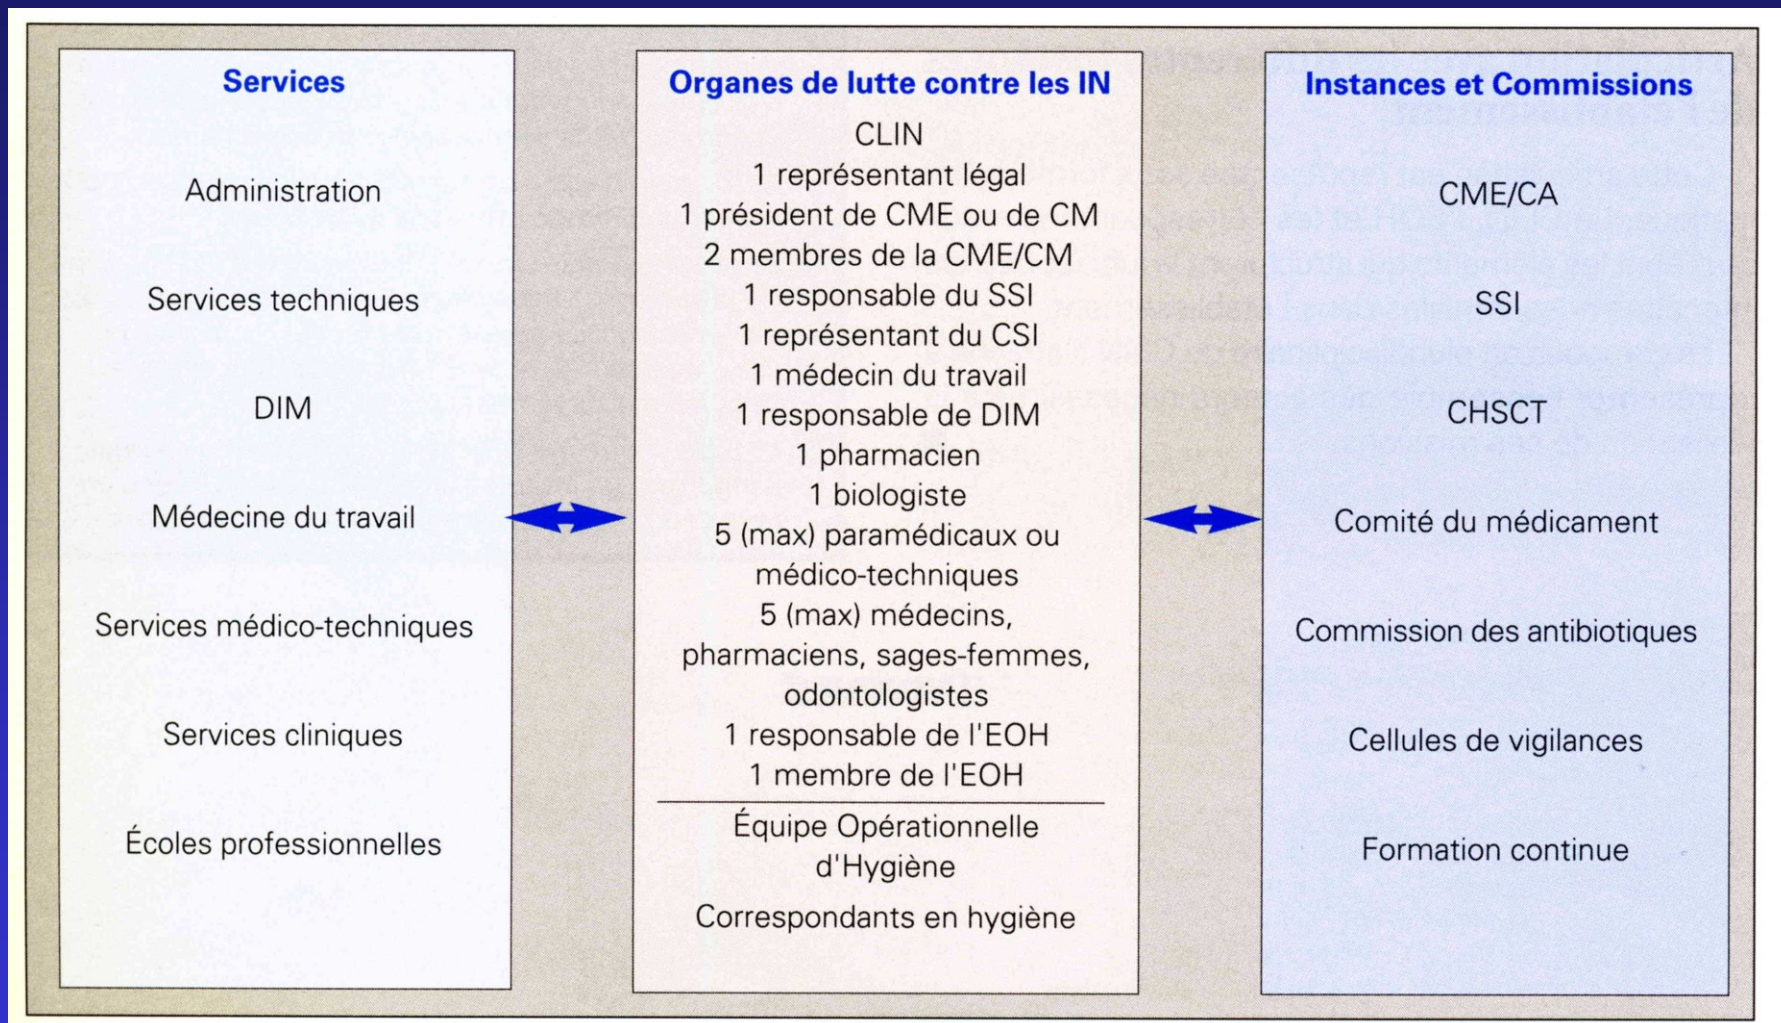 Services
Administration
Services techniques
DIM
Médecine du travail
Services médico-techniques
Services cliniques
Écoles professionnelles
Organes de lutte contre les IN
CLIN
1 représentant légal
1 président de CME ou de CM
2 membres de la CME/CM
1 responsable du SSI
1 représentant du CSI
1 médecin du travail
1 responsable de DIM
1 pharmacien
1 biologiste
5 (max) paramédicaux ou
médico-techniques
5 (max) médecins,
pharmaciens, sages-femmes,
odontologistes
1 responsable de l'EOH
1 membre de l'EOH
Équipe Opérationnelle
d'Hygiène
Correspondants en hygiène
Instances et Commissions
CME/CA
SSI
CHSCT
Comité du médicament
Commission des antibiotiques
Cellules de vigilances
Formation continue